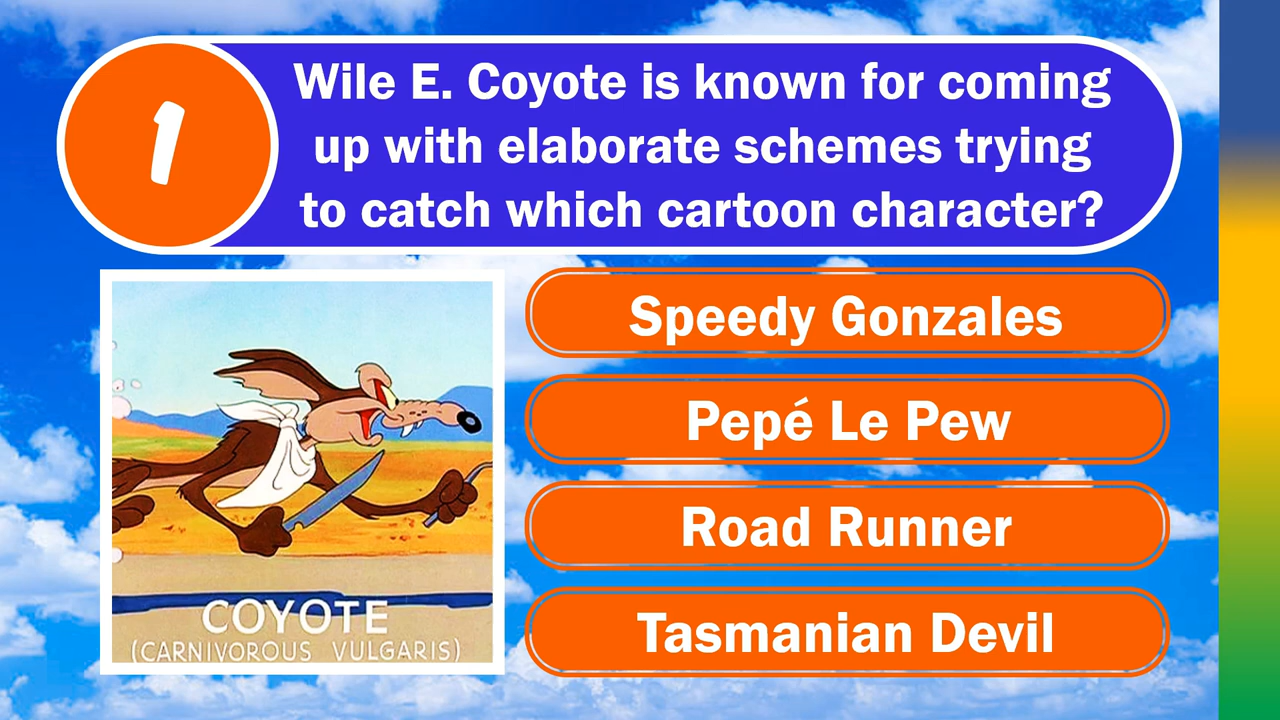 1
Wile E. Coyote is known for coming
up with elaborate schemes trying
to catch which cartoon character?
Speedy Gonzales
Pepé Le Pew
Road Runner
Tasmanian Devil
COYOTE
(CARNIVOROUS VULGARIS)